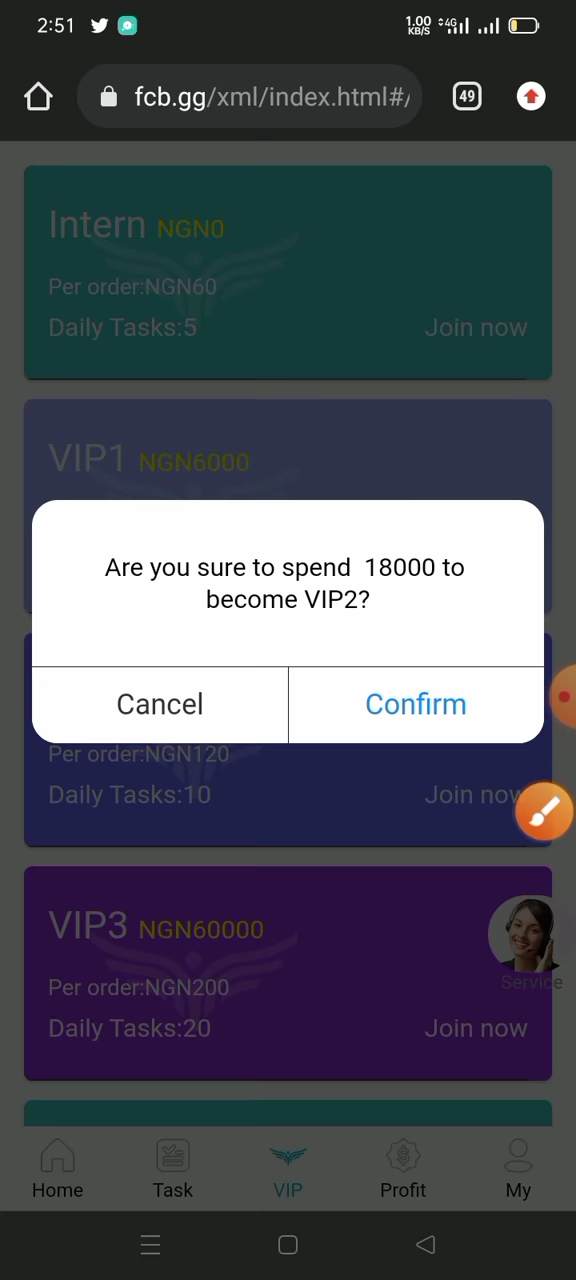 2:51
1.00 KB/S 4G
fcb.gg/xml/index.html#/
49
Intern NGN0
Per order:NGN60
Daily Tasks:5 Join now
VIP1 NGN6000
Are you sure to spend 18000 to
become VIP2?
Cancel Confirm
Per order:NGN120
Daily Tasks:10 Join now
VIP3 NGN60000
Per order:NGN200
Service
Daily Tasks:20 Join now
Home Task VIP Profit My